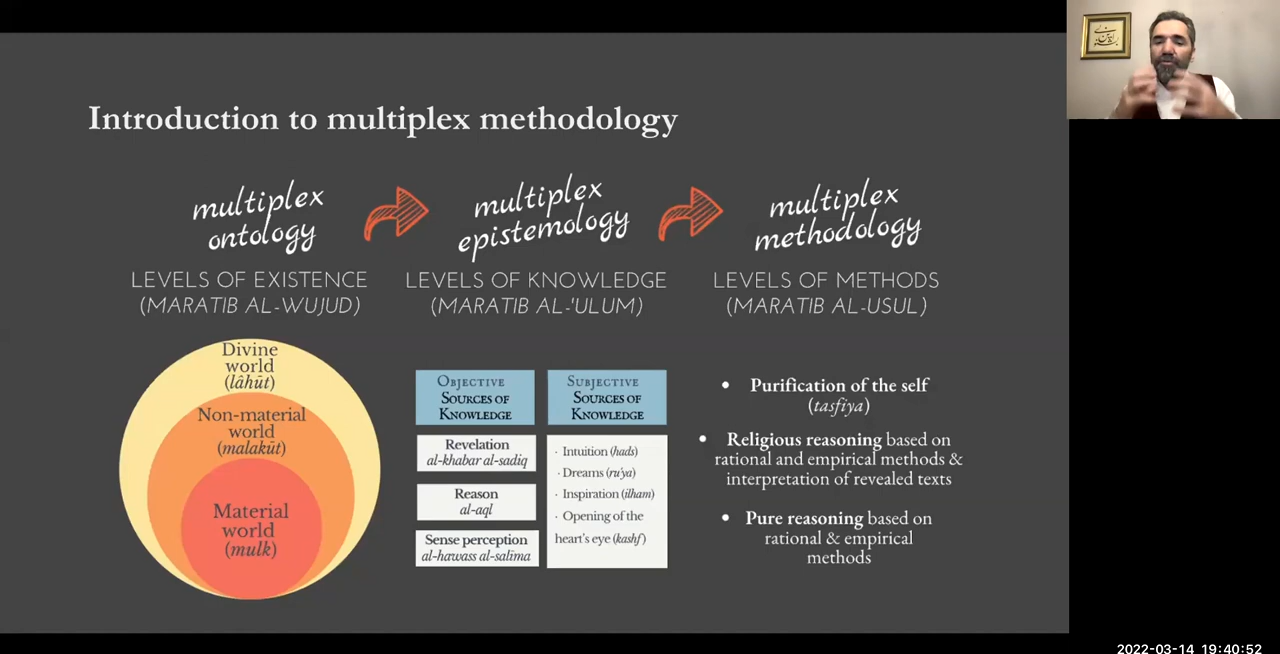 Introduction to multiplex methodology
multiplex
ontology
LEVELS OF EXISTENCE
(MARATIB AL-WUJUD)
Divine
world
(lâhūt)
Non-material
world
(malakūt)
Material
world
(mulk)
multiplex
epistemology
LEVELS OF KNOWLEDGE
(MARATIB AL-'ULUM)
OBJECTIVE
SOURCES OF
KNOWLEDGE
Revelation
al-khabar al-sadiq
Reason
al-aql
Sense perception
al-hawass al-salima
SUBJECTIVE
SOURCES OF
KNOWLEDGE
· Intuition (hads)
· Dreams (ru'ya)
· Inspiration (ilham)
· Opening of the
heart's eye (kashf)
multiplex
methodology
LEVELS OF METHODS
(MARATIB AL-USUL)
• Purification of the self
(tasfiya)
• Religious reasoning based on
rational and empirical methods &
interpretation of revealed texts
• Pure reasoning based on
rational & empirical
methods
2022-03-14 19:40:52